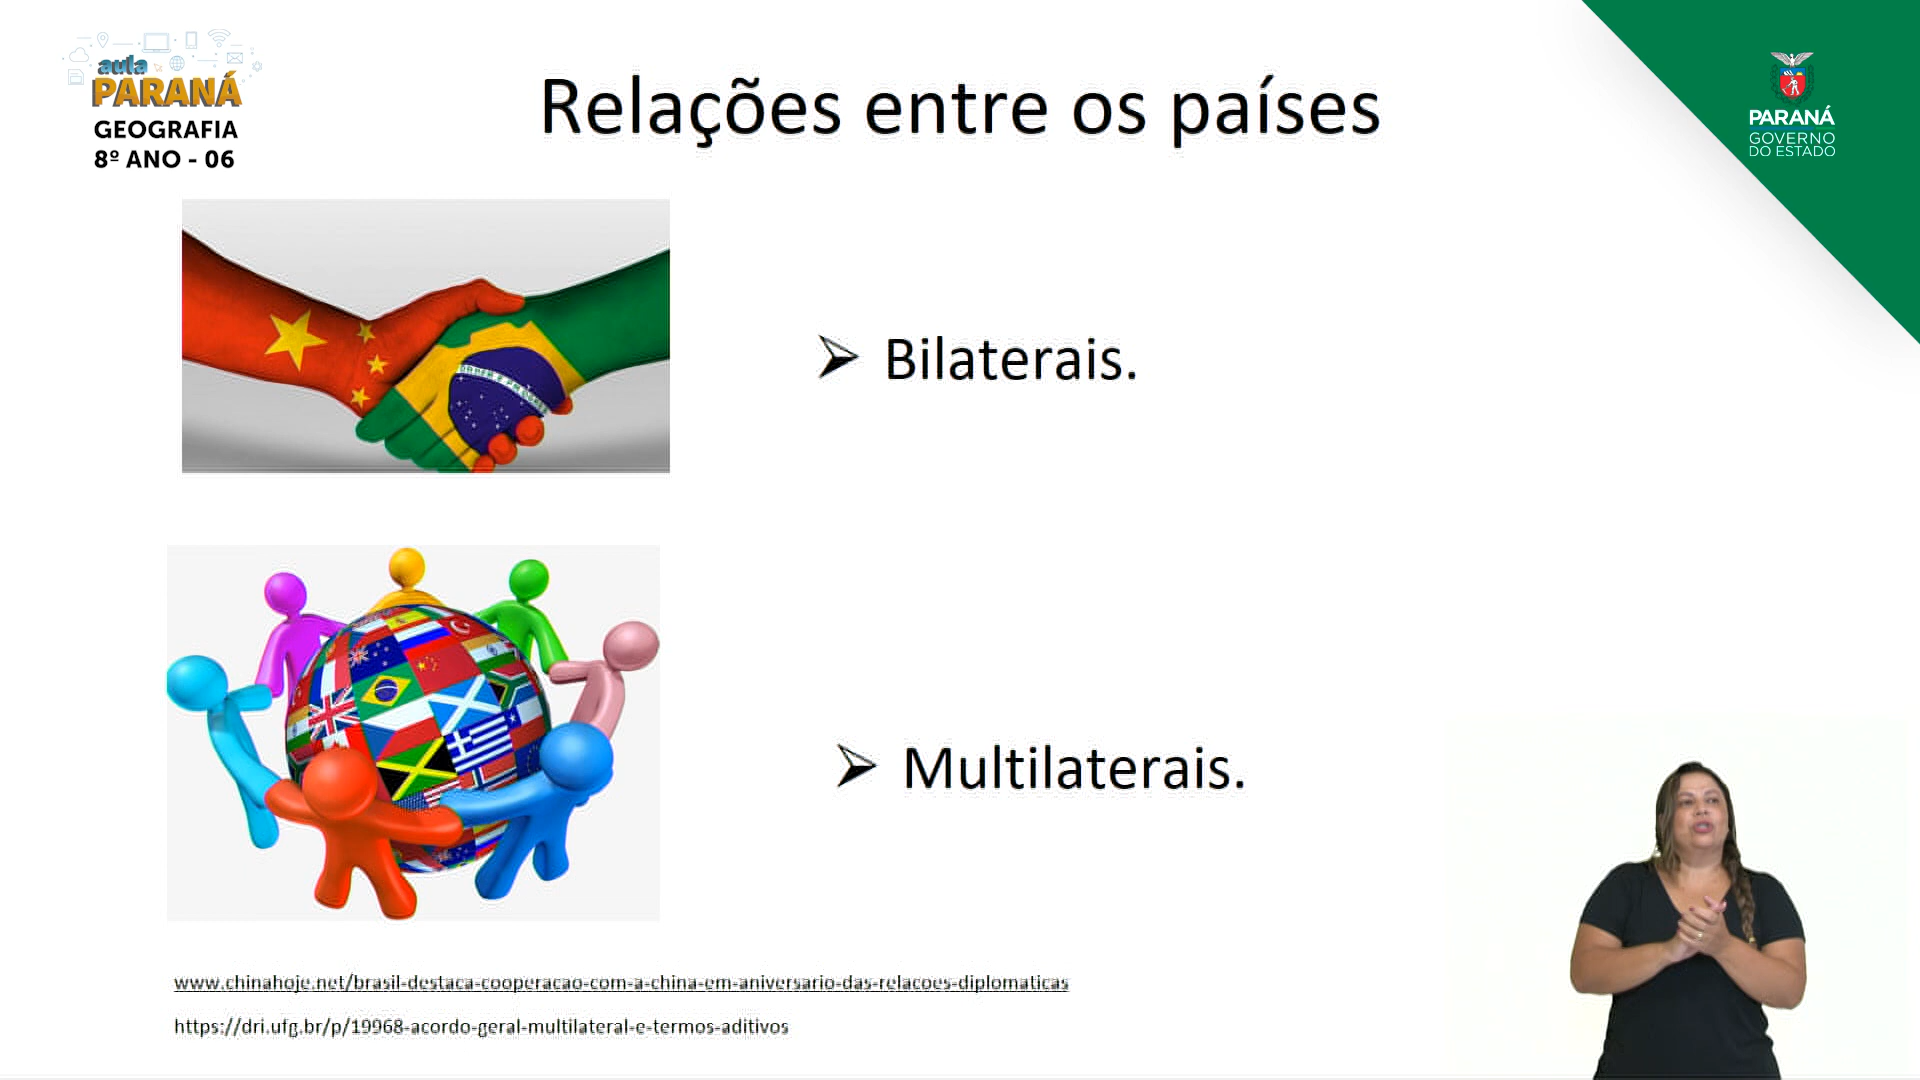 aula
PARANÁ
GEOGRAFIA
8º ANO - 06
Relações entre os países
PARANÁ
GOVERNO
DO ESTADO
➢ Bilaterais.
➢ Multilaterais.
www.chinahoje.net/brasil-destaca-cooperacao-com-a-china-em-aniversario-das-relacoes-diplomaticas
https://dri.ufg.br/p/19968-acordo-geral-multilateral-e-termos-aditivos